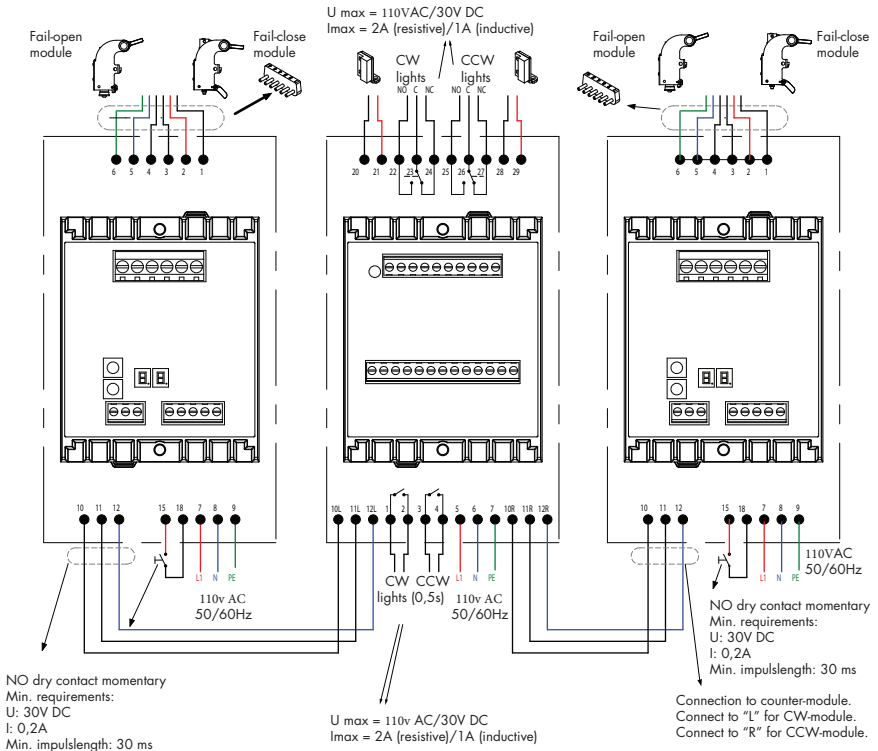 U max = 110VAC/30V DC
Imax = 2A (resistive)/1A (inductive)
Fail-open
module
Fail-close
module
CW
lights
NO C NC
CCW
lights
NO C NC
Fail-open
module
Fail-close
module
6 5 4 3 2 1
20 21 22 23 24 25 26 27 28 29
6 5 4 3 2 1
10 11 12 15 18 7 8 9
10L 11L 12L 1 2 3 4 5 6 7 10R 11R 12R
10 11 12 15 18 7 8 9
L1 N PE
110v AC
50/60Hz
CW CCW
lights (0,5s)
L1 N PE
110v AC
50/60Hz
L1 N PE
110VAC
50/60Hz
NO dry contact momentary
Min. requirements:
U: 30V DC
I: 0,2A
Min. impulslength: 30 ms
U max = 110v AC/30V DC
Imax = 2A (resistive)/1A (inductive)
NO dry contact momentary
Min. requirements:
U: 30V DC
I: 0,2A
Min. impulslength: 30 ms
Connection to counter-module.
Connect to “L” for CW-module.
Connect to “R” for CCW-module.